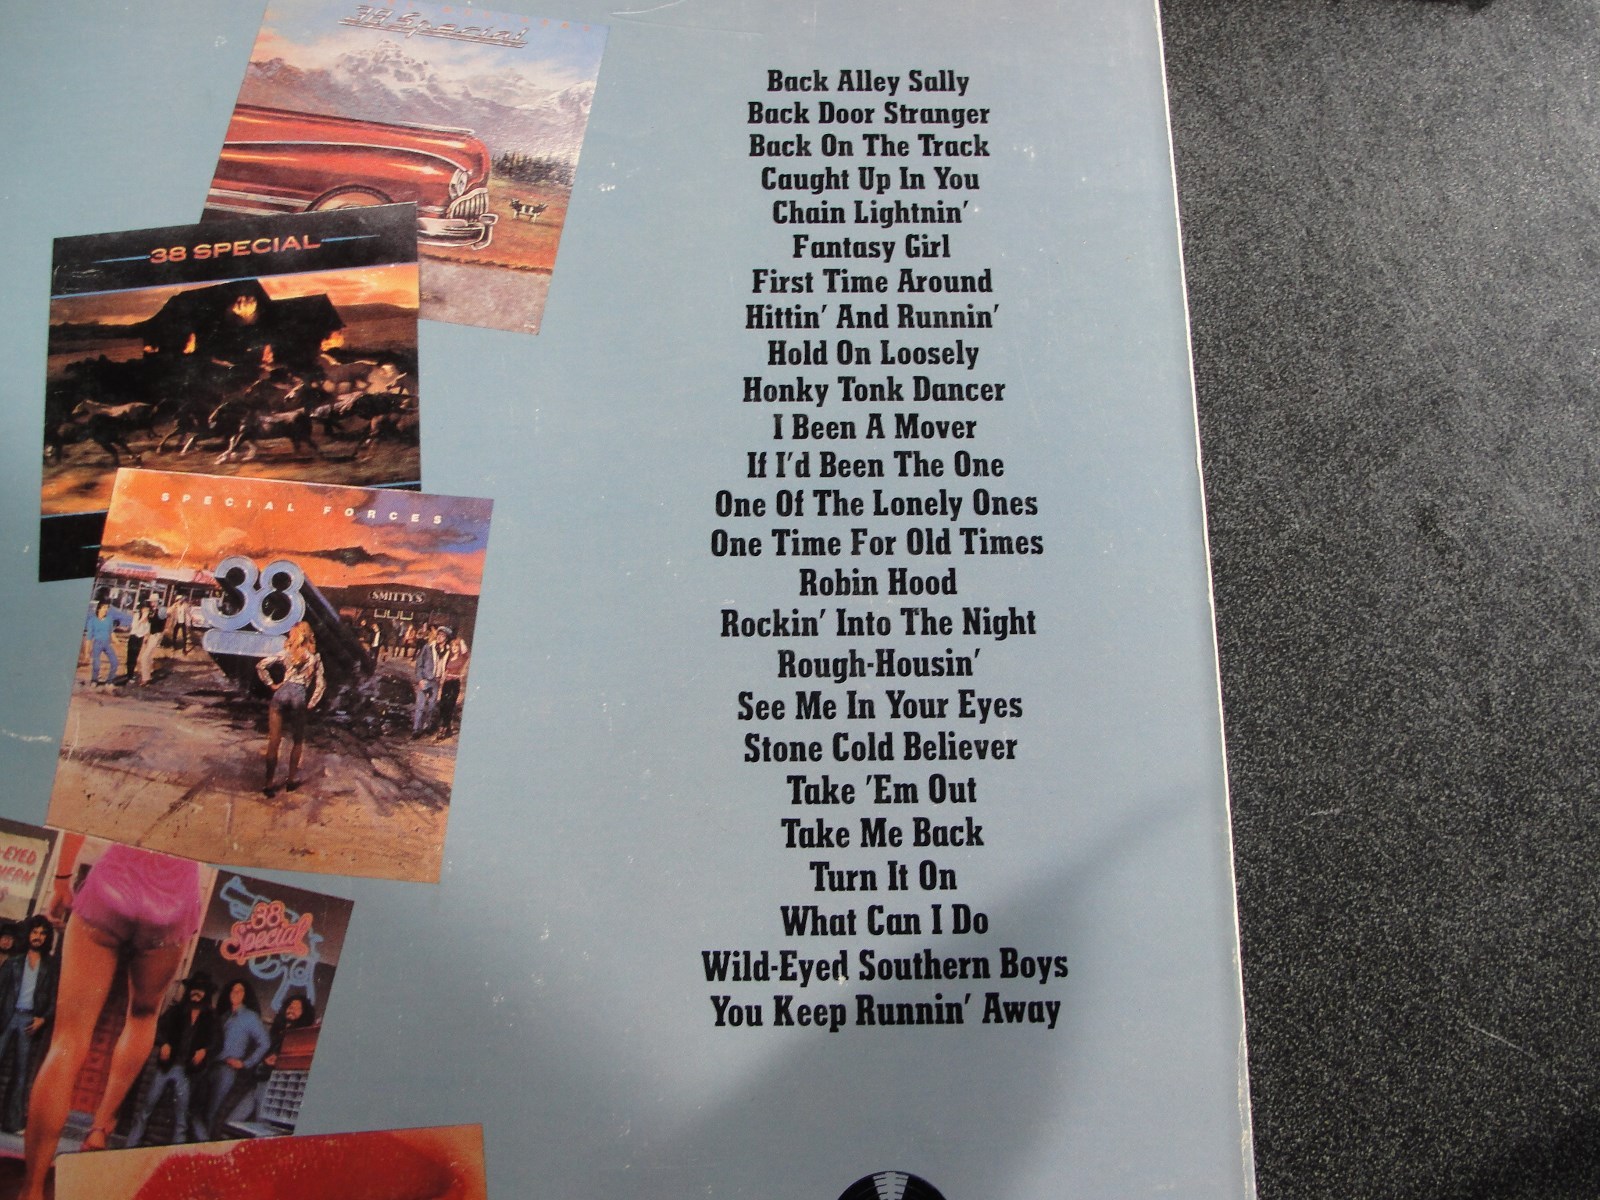 38 Special
38 SPECIAL
SPECIAL FORCES
38
SMITTYS
-EYED
38
Special
Back Alley Sally
Back Door Stranger
Back On The Track
Caught Up In You
Chain Lightnin'
Fantasy Girl
First Time Around
Hittin' And Runnin'
Hold On Loosely
Honky Tonk Dancer
I Been A Mover
If I'd Been The One
One Of The Lonely Ones
One Time For Old Times
Robin Hood
Rockin' Into The Night
Rough-Housin'
See Me In Your Eyes
Stone Cold Believer
Take 'Em Out
Take Me Back
Turn It On
What Can I Do
Wild-Eyed Southern Boys
You Keep Runnin' Away